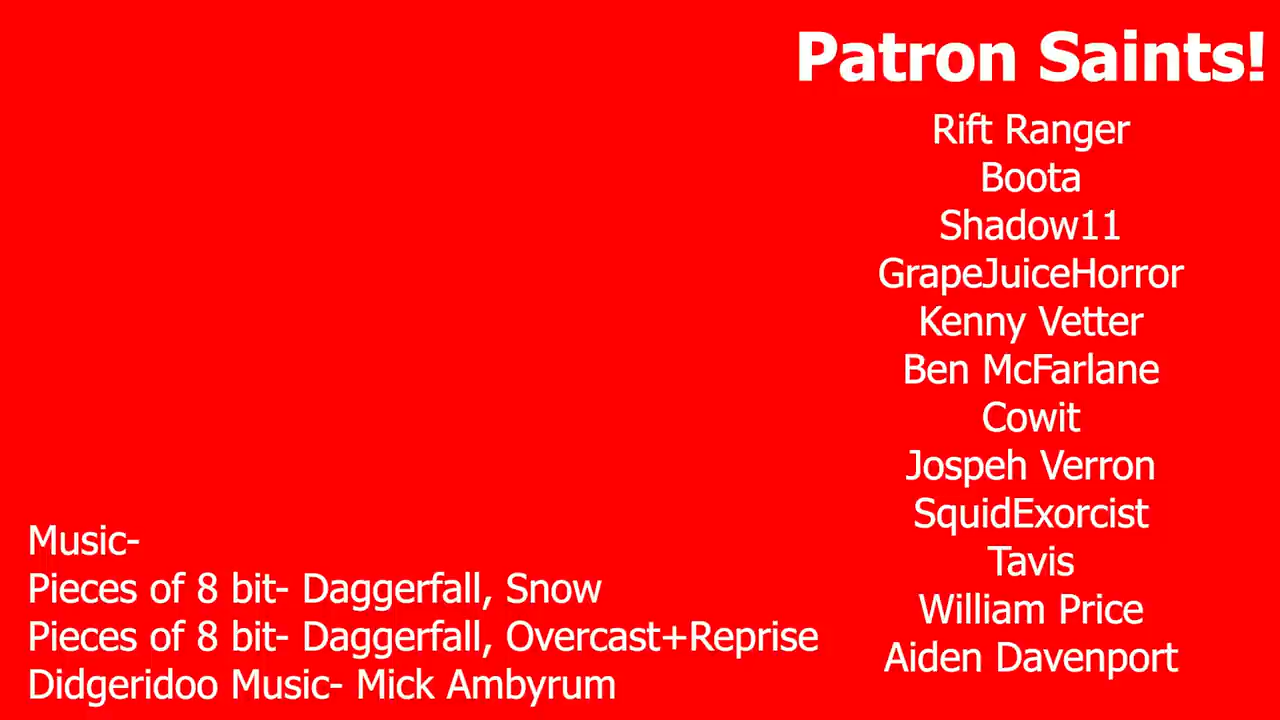 Patron Saints!
Rift Ranger
Boota
Shadow11
GrapeJuiceHorror
Kenny Vetter
Ben McFarlane
Cowit
Jospeh Verron
SquidExorcist
Tavis
William Price
Aiden Davenport
Music-
Pieces of 8 bit- Daggerfall, Snow
Pieces of 8 bit- Daggerfall, Overcast+Reprise
Didgeridoo Music- Mick Ambyrum